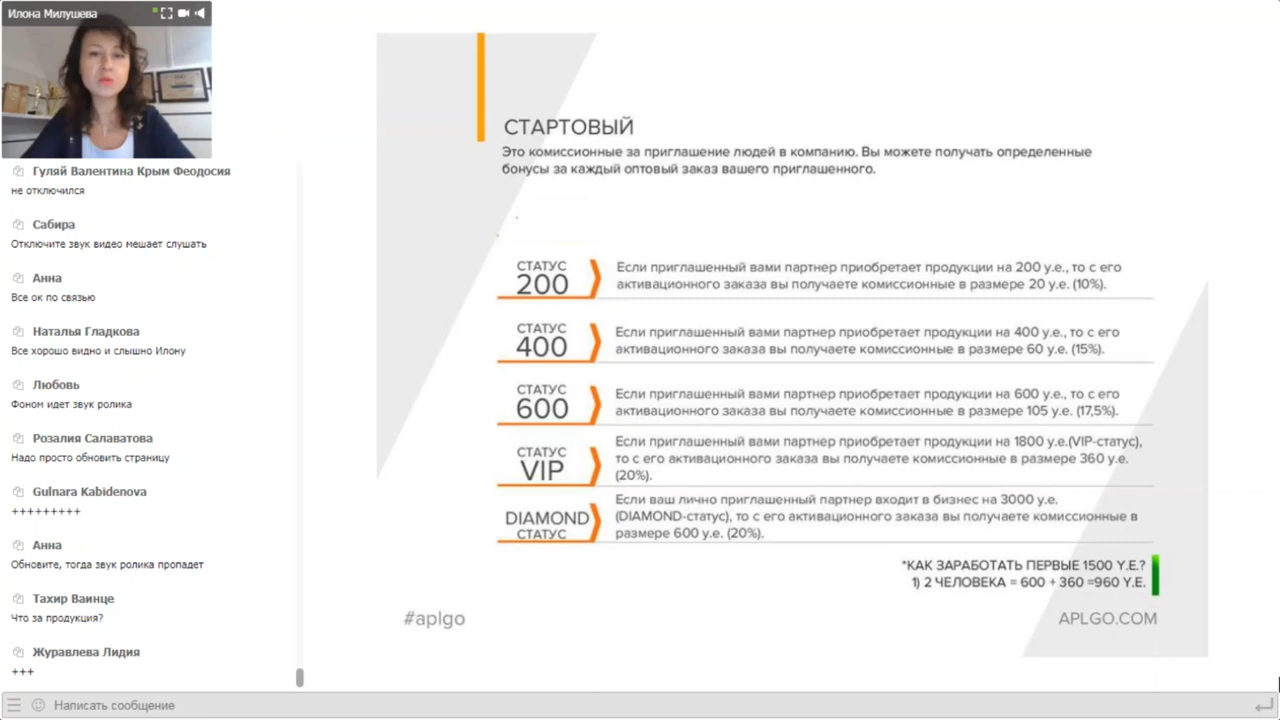 Илона Милушева
Гуляй Валентина Крым Феодосия
не отключился
Сабира
Отключите звук видео мешает слушать
Анна
Все ок по связью
Наталья Гладкова
Все хорошо видно и слышно Илону
Любовь
Фоном идет звук ролика
Розалия Салаватова
Надо просто обновить страницу
Gulnara Kabidenova
+++++++++
Анна
Обновите, тогда звук ролика пропадет
Тахир Ваинце
Что за продукция?
Журавлева Лидия
+++
Написать сообщение
СТАРТОВЫЙ
Это комиссионные за приглашение людей в компанию. Вы можете получать определенные
бонусы за каждый оптовый заказ вашего приглашенного.
СТАТУС
200
Если приглашенный вами партнер приобретает продукции на 200 у.е., то с его
активационного заказа вы получаете комиссионные в размере 20 у.е. (10%).
СТАТУС
400
Если приглашенный вами партнер приобретает продукции на 400 у.е., то с его
активационного заказа вы получаете комиссионные в размере 60 у.е. (15%).
СТАТУС
600
Если приглашенный вами партнер приобретает продукции на 600 у.е., то с его
активационного заказа вы получаете комиссионные в размере 105 у.е. (17,5%).
СТАТУС
VIP
Если приглашенный вами партнер приобретает продукции на 1800 у.е.(VIP-статус),
то с его активационного заказа вы получаете комиссионные в размере 360 у.е.
(20%).
DIAMOND
СТАТУС
Если ваш лично приглашенный партнер входит в бизнес на 3000 у.е.
(DIAMOND-статус), то с его активационного заказа вы получаете комиссионные в
размере 600 у.е. (20%).
*КАК ЗАРАБОТАТЬ ПЕРВЫЕ 1500 У.Е.?
1) 2 ЧЕЛОВЕКА = 600 + 360 =960 У.Е.
#aplgo
APLGO.COM